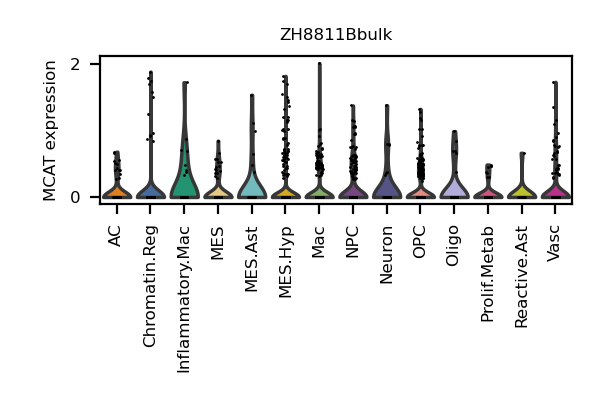 ZH8811Bbulk
MCAT expression
2
0
AC
Chromatin.Reg
Inflammatory.Mac
MES
MES.Ast
MES.Hyp
Mac
NPC
Neuron
OPC
Oligo
Prolif.Metab
Reactive.Ast
Vasc